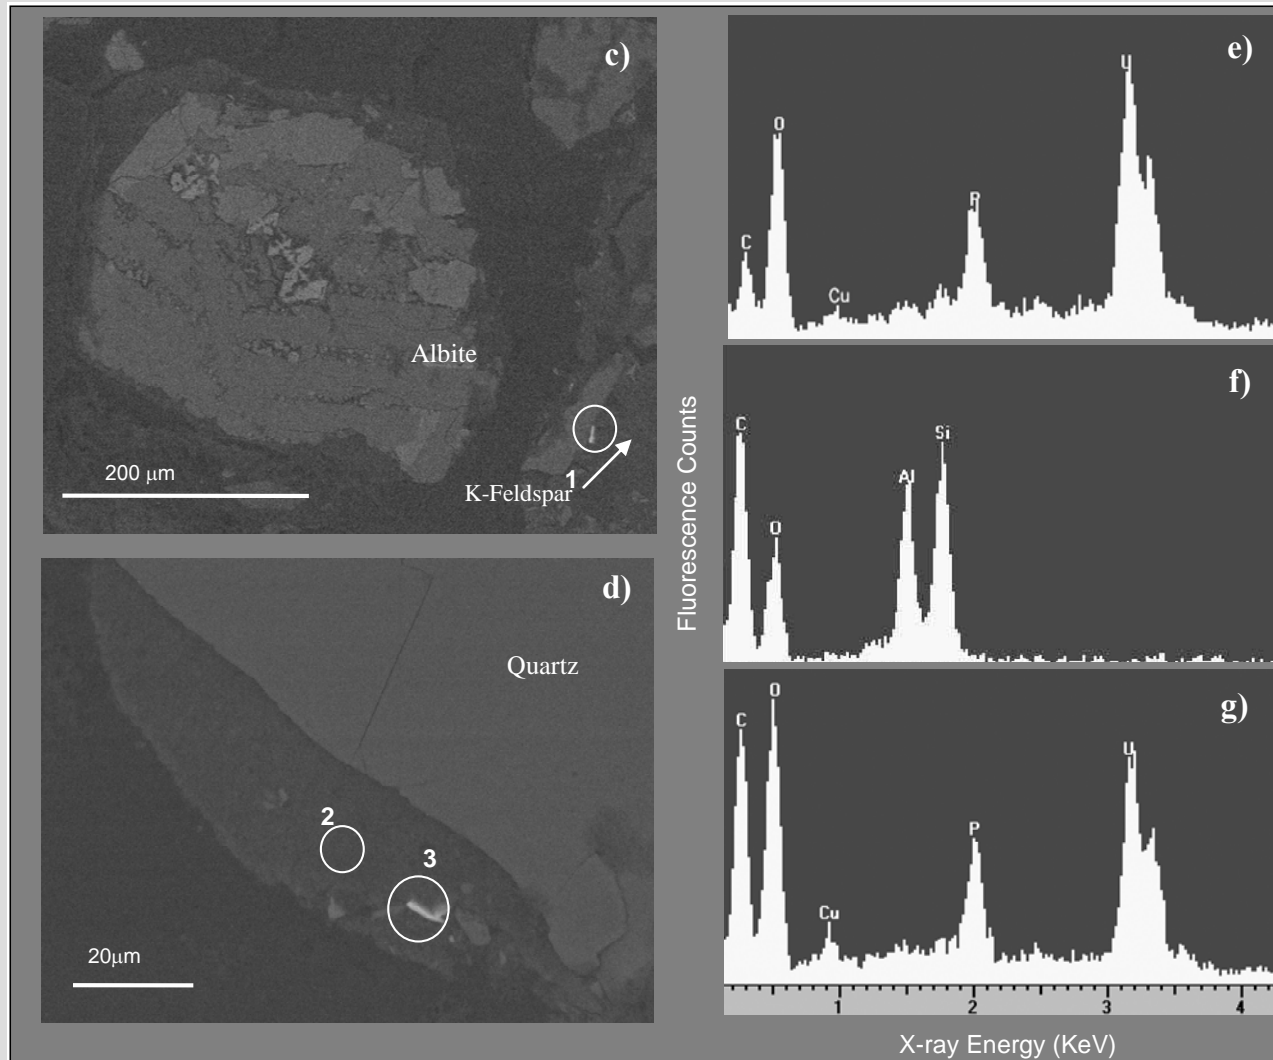 c)
Albite
200 μm
1
K-Feldspar
d)
Quartz
2
3
20μm
Fluorescence Counts
e)
U
O
P
C
Cu
f)
C
Si
Al
O
g)
O
C
U
P
Cu
1 2 3 4
X-ray Energy (KeV)